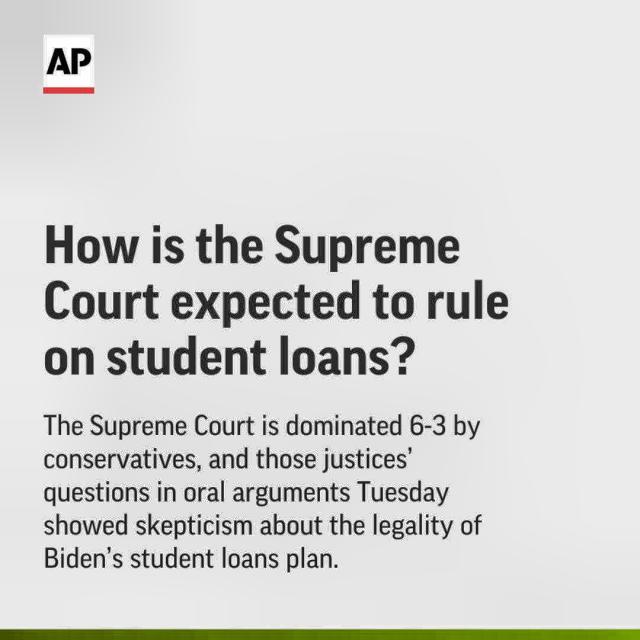 AP
How is the Supreme
Court expected to rule
on student loans?
The Supreme Court is dominated 6-3 by
conservatives, and those justices’
questions in oral arguments Tuesday
showed skepticism about the legality of
Biden’s student loans plan.